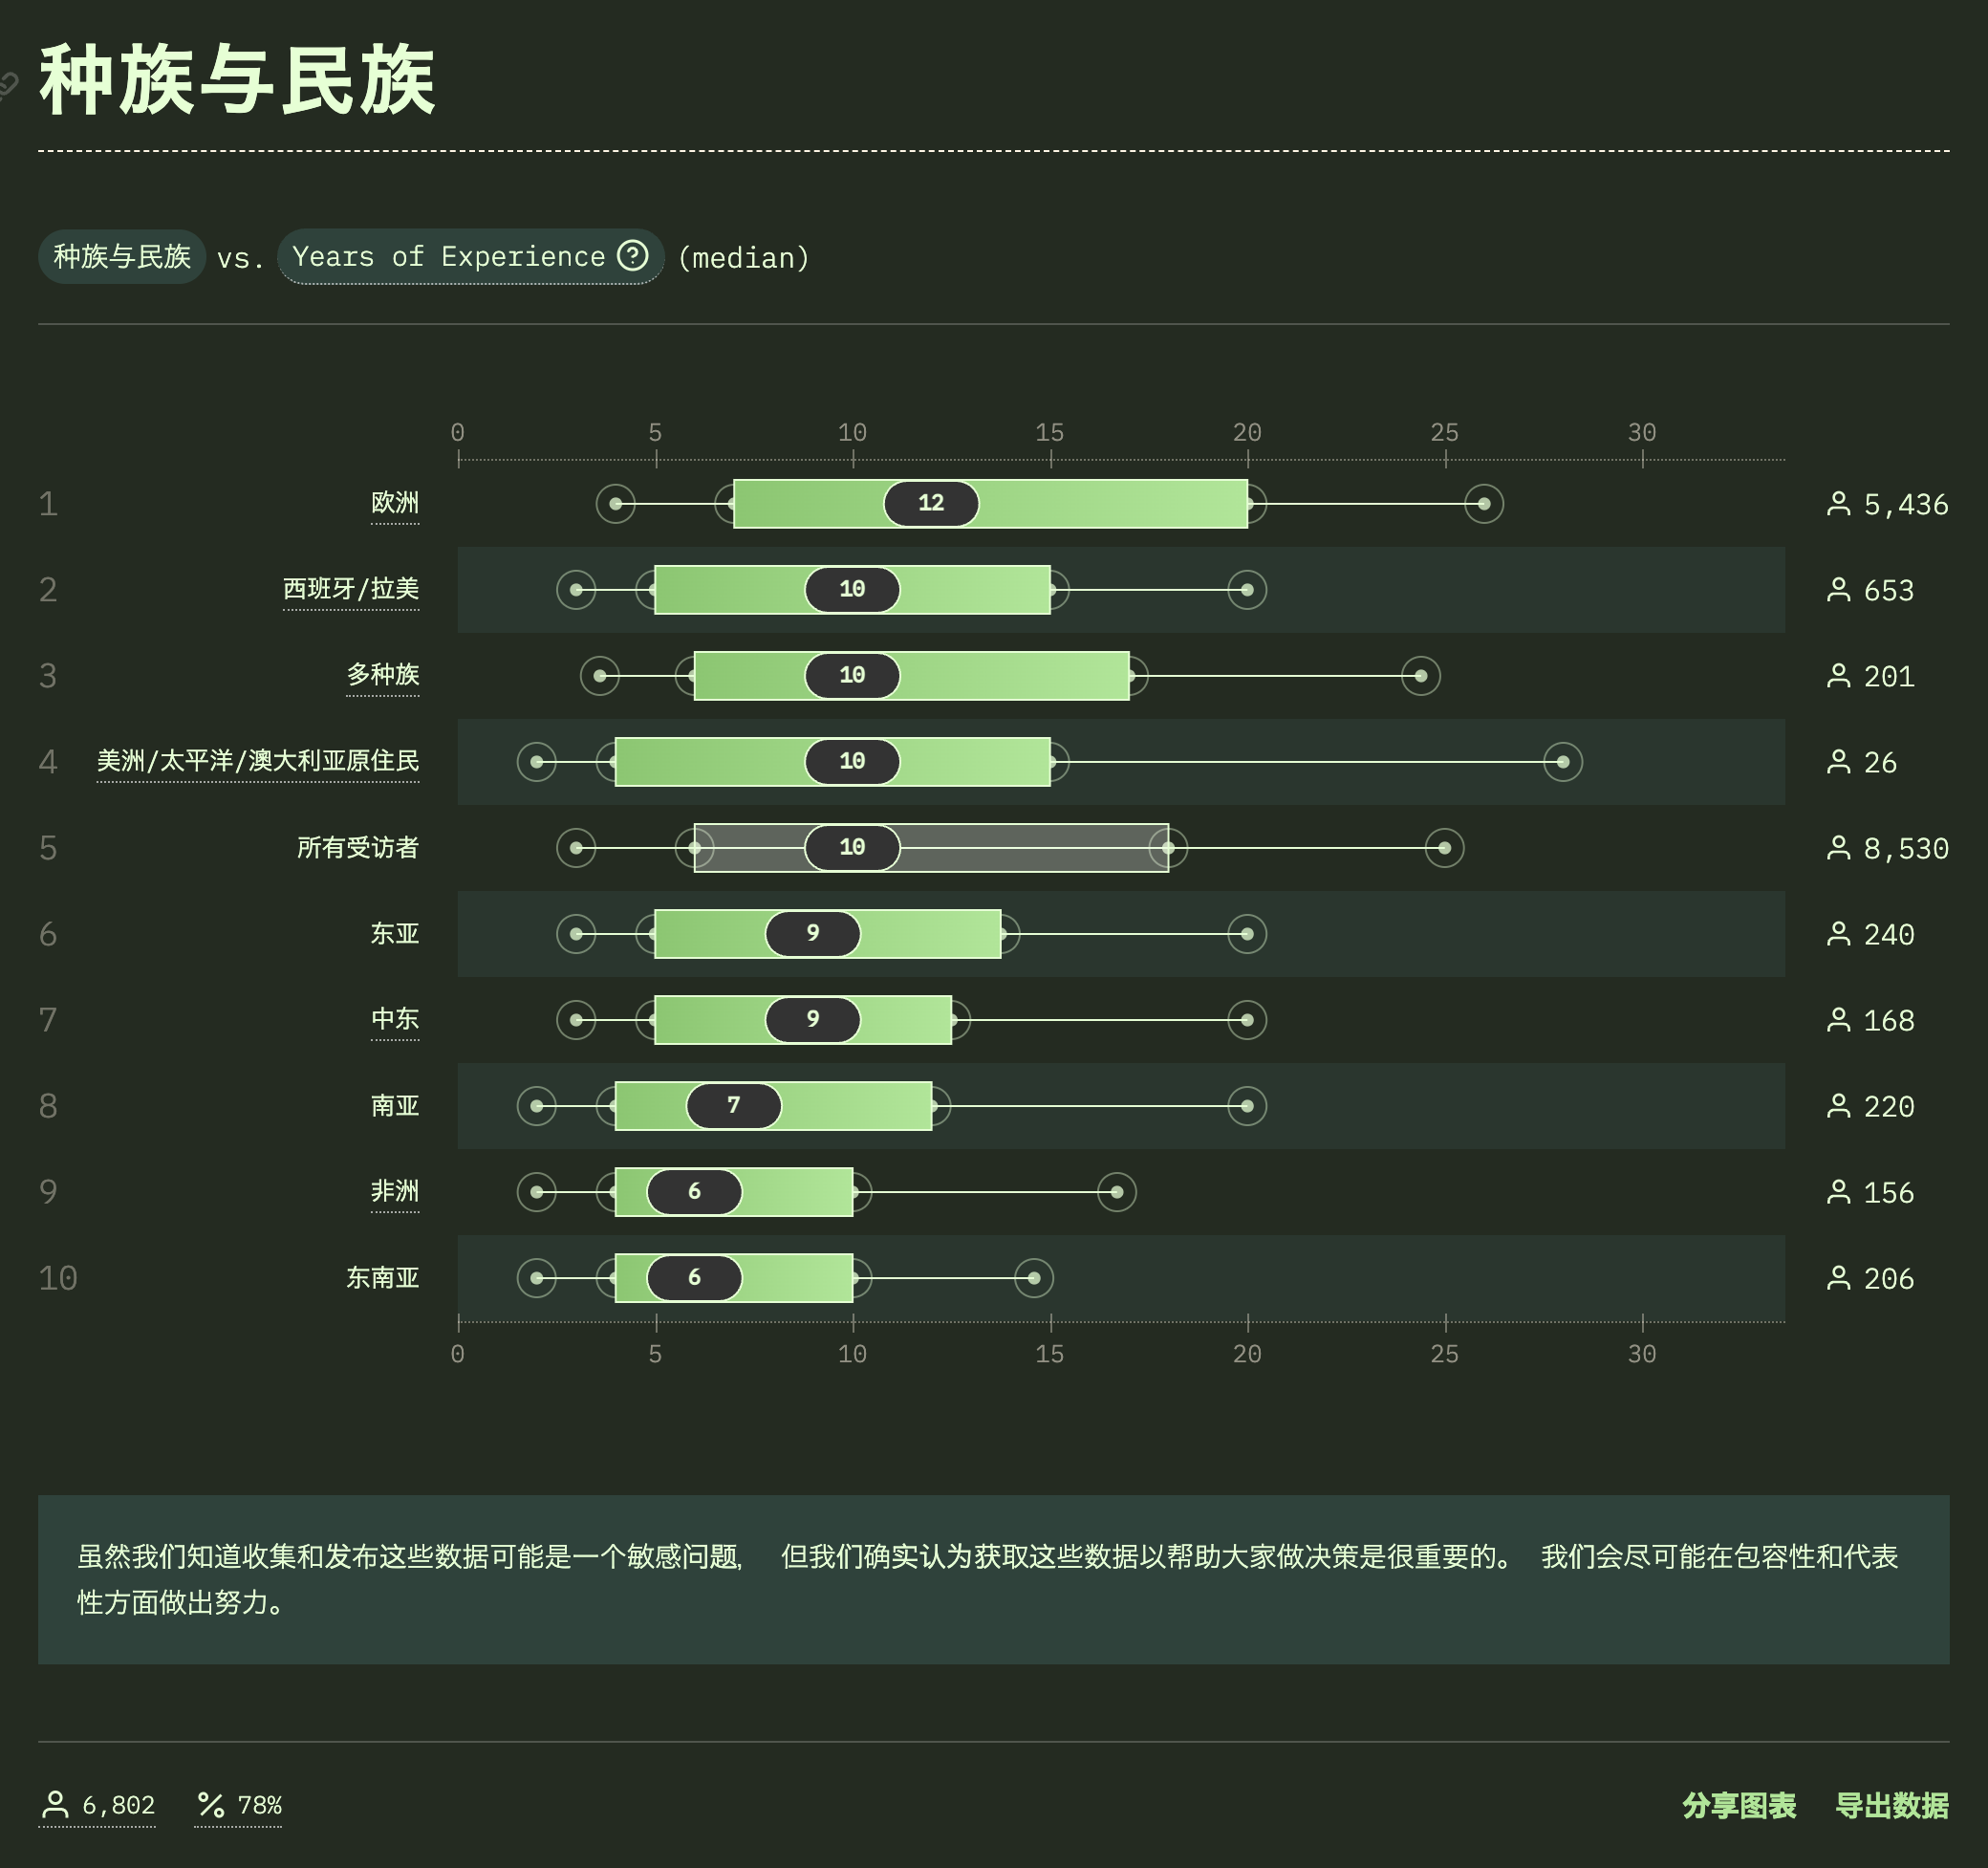 种族与民族
种族与民族 vs. Years of Experience (median)
0 5 10 15 20 25 30
1 欧洲 12 5,436
2 西班牙/拉美 10 653
3 多种族 10 201
4 美洲/太平洋/澳大利亚原住民 10 26
5 所有受访者 10 8,530
6 东亚 9 240
7 中东 9 168
8 南亚 7 220
9 非洲 6 156
10 东南亚 6 206
0 5 10 15 20 25 30
虽然我们知道收集和发布这些数据可能是一个敏感问题, 但我们确实认为获取这些数据以帮助大家做决策是很重要的。 我们会尽可能在包容性和代表
性方面做出努力。
6,802 78% 分享图表 导出数据